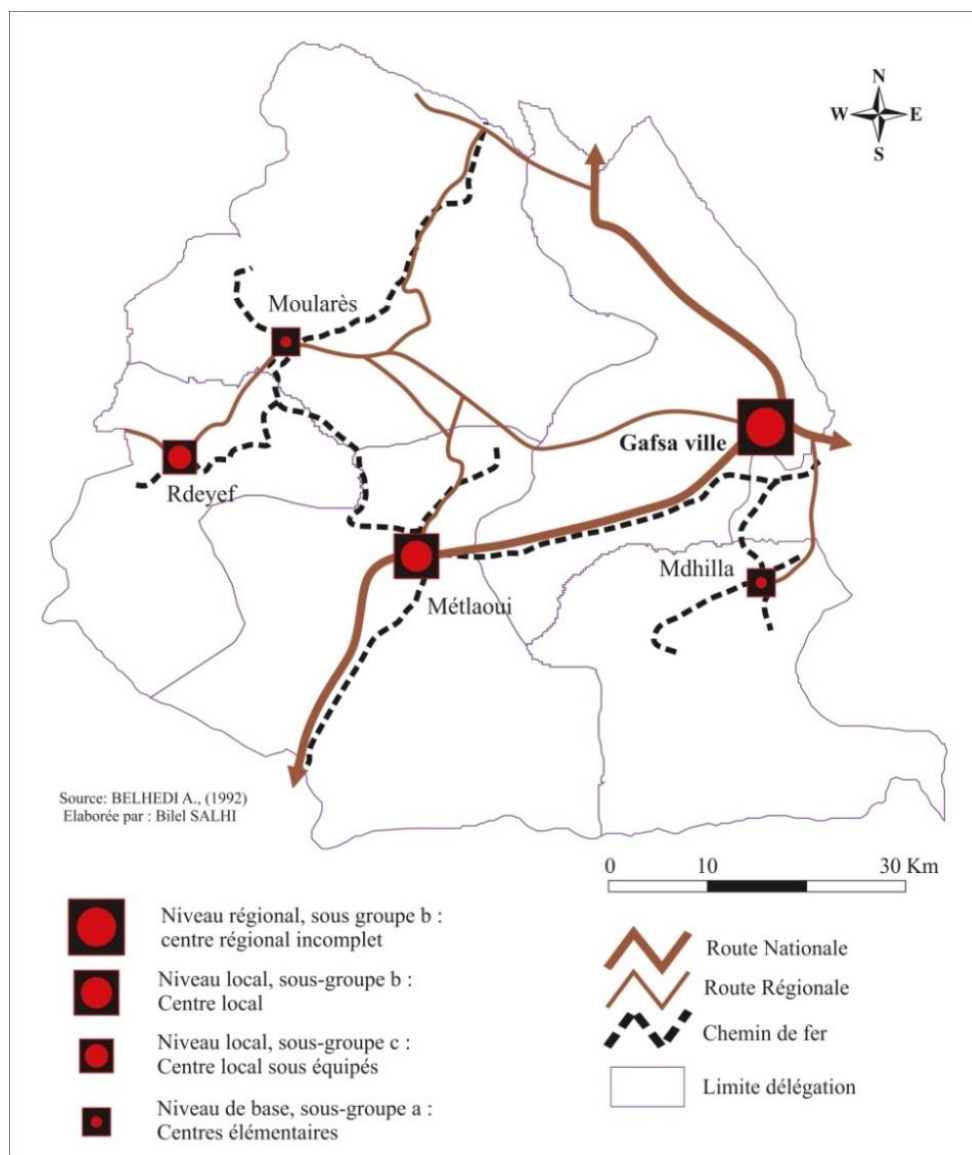 N
W E
S
Moularès
Gafsa ville
Rdeyef
Mdhilla
Métlaoui
Source: BELHEDI A., (1992)
Elaborée par : Bilel SALHI
0 10 30 Km
Niveau régional, sous groupe b :
centre régional incomplet
Niveau local, sous-groupe b :
Centre local
Niveau local, sous-groupe c :
Centre local sous équipés
Niveau de base, sous-groupe a :
Centres élémentaires
Route Nationale
Route Régionale
Chemin de fer
Limite délégation